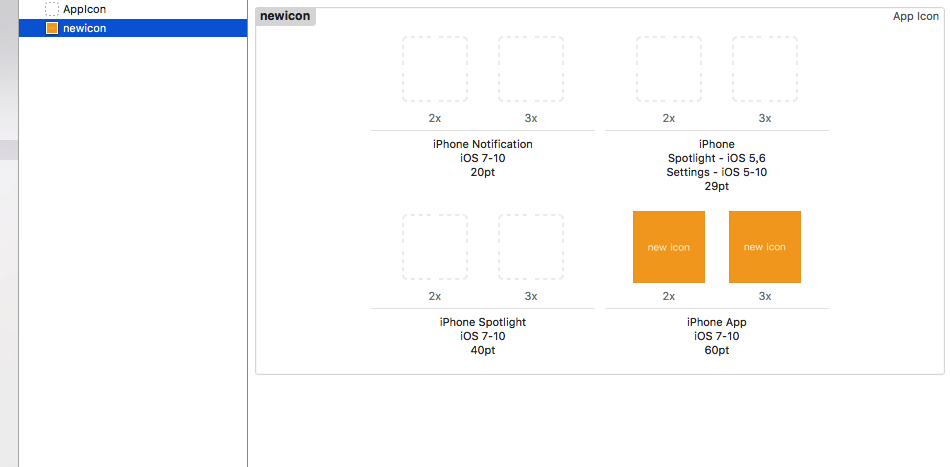 AppIcon
newicon
newicon
App Icon
2x
3x
iPhone Notification
iOS 7-10
20pt
2x
3x
iPhone
Spotlight - iOS 5,6
Settings - iOS 5-10
29pt
2x
3x
iPhone Spotlight
iOS 7-10
40pt
new icon
new icon
2x
3x
iPhone App
iOS 7-10
60pt